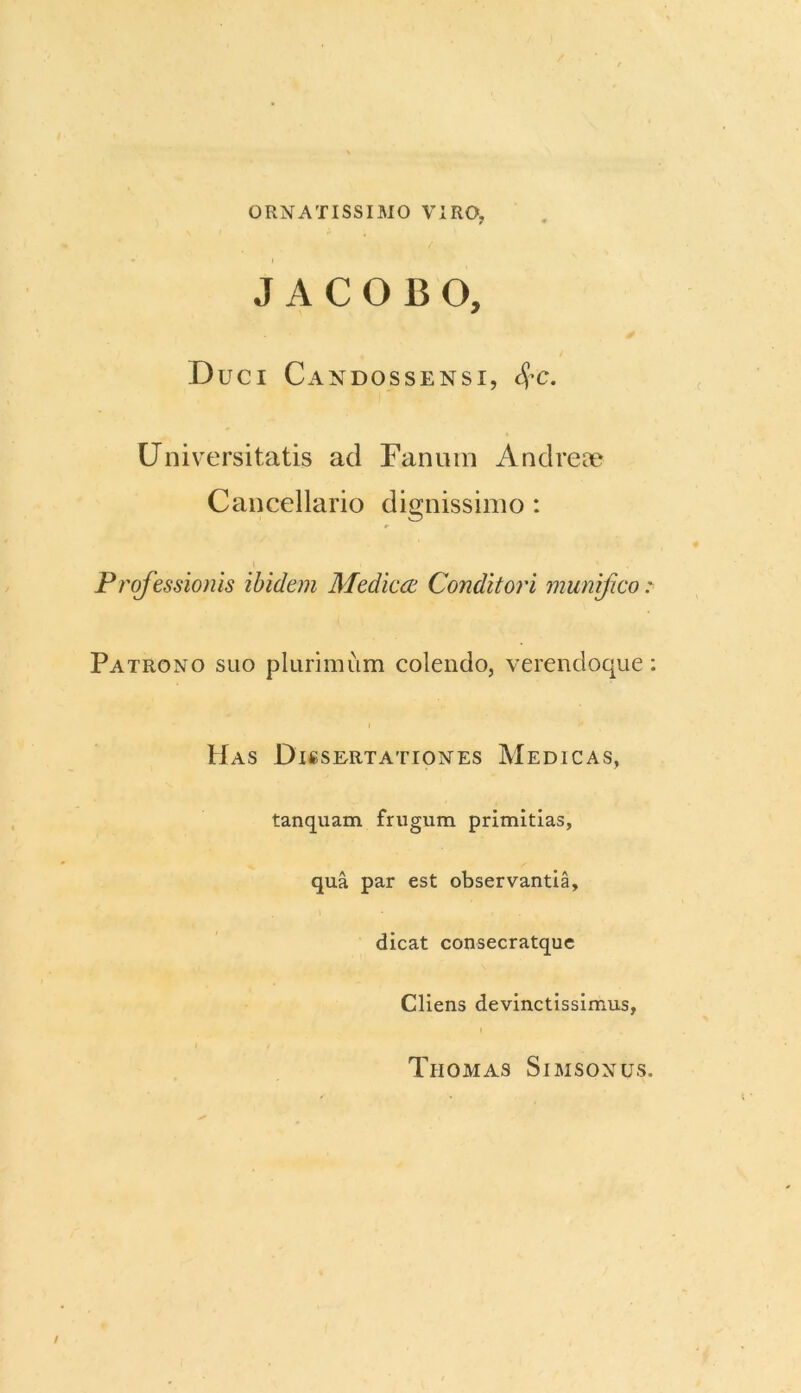 ORNATISSIMO VIRO,
JACOBO,
DUCI CANDOSSENSI, &c.
Universitatis ad Fanum Andreæ
Cancellario dignissimo :
Professionis ibidem Medicæ Conditori munifico :
PATRONO suo plurimùm colendo, verendoque :
HAS DISSERTATIONES MEDICAS,
tanquam frugum primitias,
quâ par est observantiâ,
dicat consecratque
Cliens devinctissimus,
THOMAS SIMSONUS.